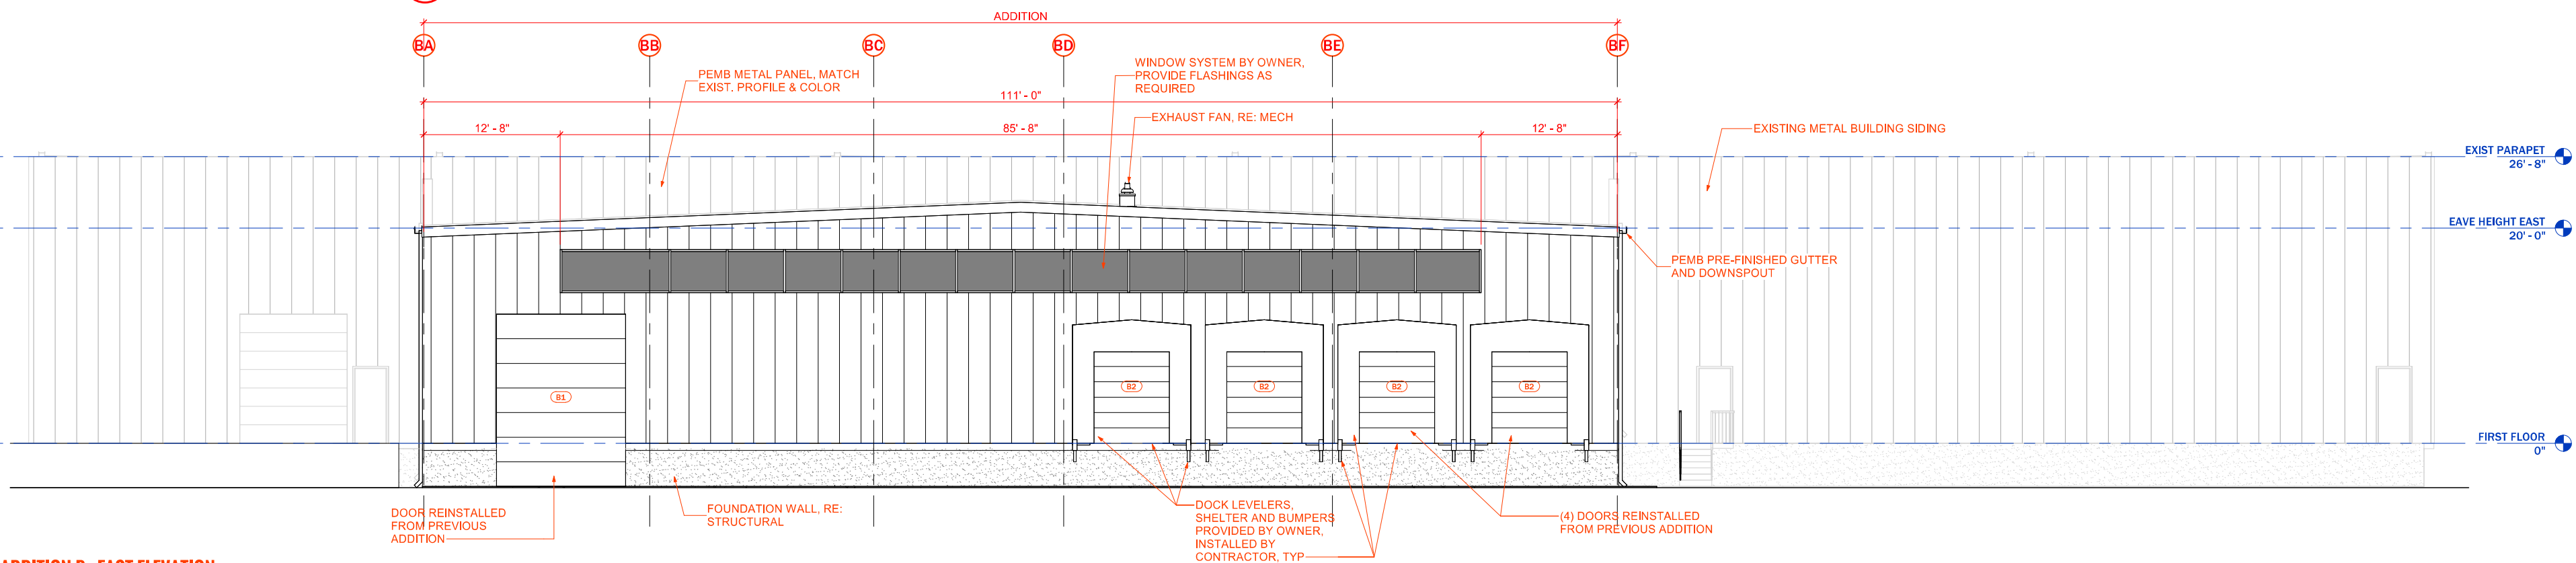 ADDITION
BA
BB
BC
BD
BE
BF
PEMB METAL PANEL, MATCH
EXIST. PROFILE & COLOR
WINDOW SYSTEM BY OWNER,
PROVIDE FLASHINGS AS
REQUIRED
111' - 0"
EXHAUST FAN, RE: MECH
12' - 8"
85' - 8"
12' - 8"
EXISTING METAL BUILDING SIDING
EXIST PARAPET
26' - 8"
EAVE HEIGHT EAST
20' - 0"
PEMB PRE-FINISHED GUTTER
AND DOWNSPOUT
B1
B2
B2
B2
B2
FIRST FLOOR
0"
DOOR REINSTALLED
FROM PREVIOUS
ADDITION
FOUNDATION WALL, RE:
STRUCTURAL
DOCK LEVELERS,
SHELTER AND BUMPERS
PROVIDED BY OWNER,
INSTALLED BY
CONTRACTOR, TYP
(4) DOORS REINSTALLED
FROM PREVIOUS ADDITION
ADDITION B - EAST ELEVATION